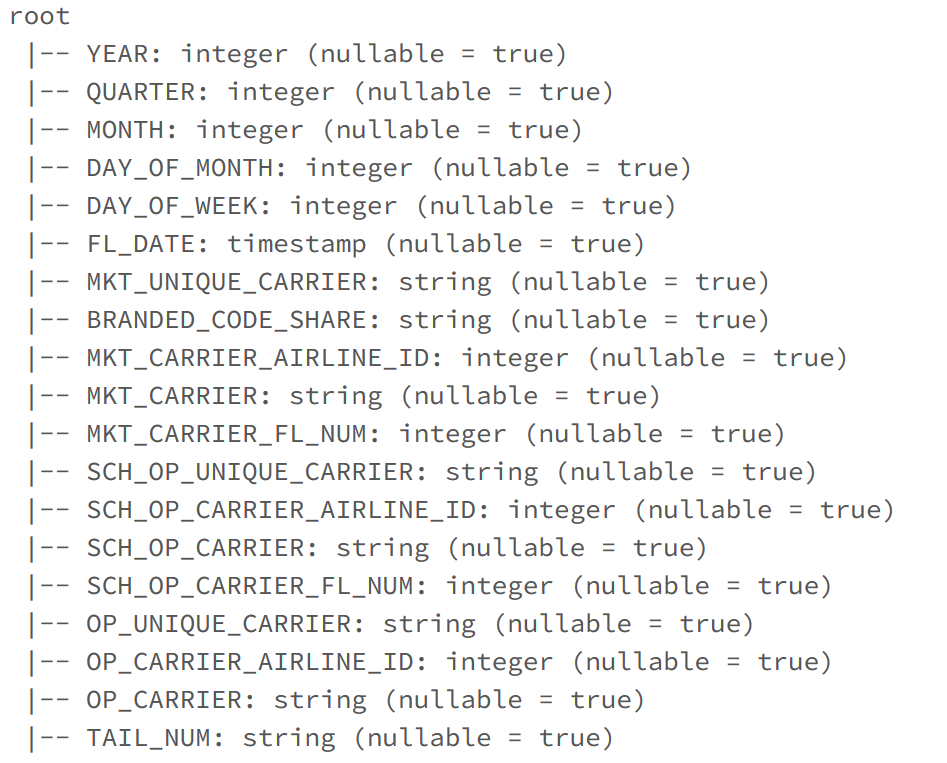 root
 |-- YEAR: integer (nullable = true)
 |-- QUARTER: integer (nullable = true)
 |-- MONTH: integer (nullable = true)
 |-- DAY_OF_MONTH: integer (nullable = true)
 |-- DAY_OF_WEEK: integer (nullable = true)
 |-- FL_DATE: timestamp (nullable = true)
 |-- MKT_UNIQUE_CARRIER: string (nullable = true)
 |-- BRANDED_CODE_SHARE: string (nullable = true)
 |-- MKT_CARRIER_AIRLINE_ID: integer (nullable = true)
 |-- MKT_CARRIER: string (nullable = true)
 |-- MKT_CARRIER_FL_NUM: integer (nullable = true)
 |-- SCH_OP_UNIQUE_CARRIER: string (nullable = true)
 |-- SCH_OP_CARRIER_AIRLINE_ID: integer (nullable = true)
 |-- SCH_OP_CARRIER: string (nullable = true)
 |-- SCH_OP_CARRIER_FL_NUM: integer (nullable = true)
 |-- OP_UNIQUE_CARRIER: string (nullable = true)
 |-- OP_CARRIER_AIRLINE_ID: integer (nullable = true)
 |-- OP_CARRIER: string (nullable = true)
 |-- TAIL_NUM: string (nullable = true)